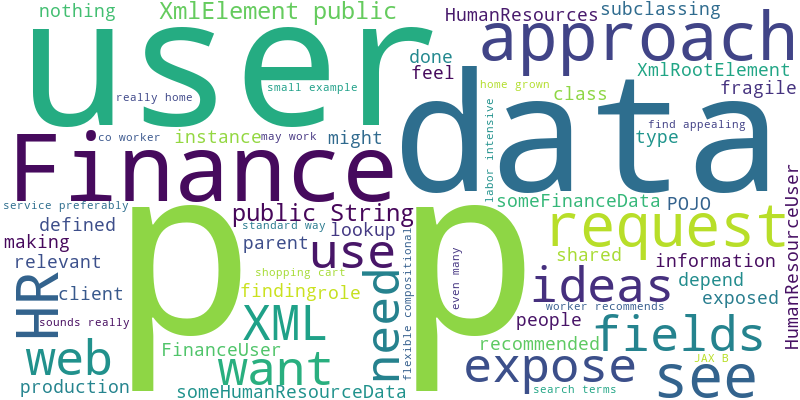 nothing
XmlElement public
HumanResources
subclassing
user
approach
done
feel
XmlRootElement
small example
home grown
class
fragile
really home
data
co worker
instance
may work
might
labor intensive
find appealing
type
Finance
service preferably
defined
public String
standard way
lookup
someFinanceData
POJO
HumanResourceUser
making
parent
use
request
relevant
p
p
shared
information
HR
client
shopping cart
finding
role
need
flexible compositional
even many
ideas
depend
exposed
sounds really
XML
worker recommends
people
fields
web
FinanceUser
want
recommended
expose
JAX B
see
production
someHumanResourceData
search terms